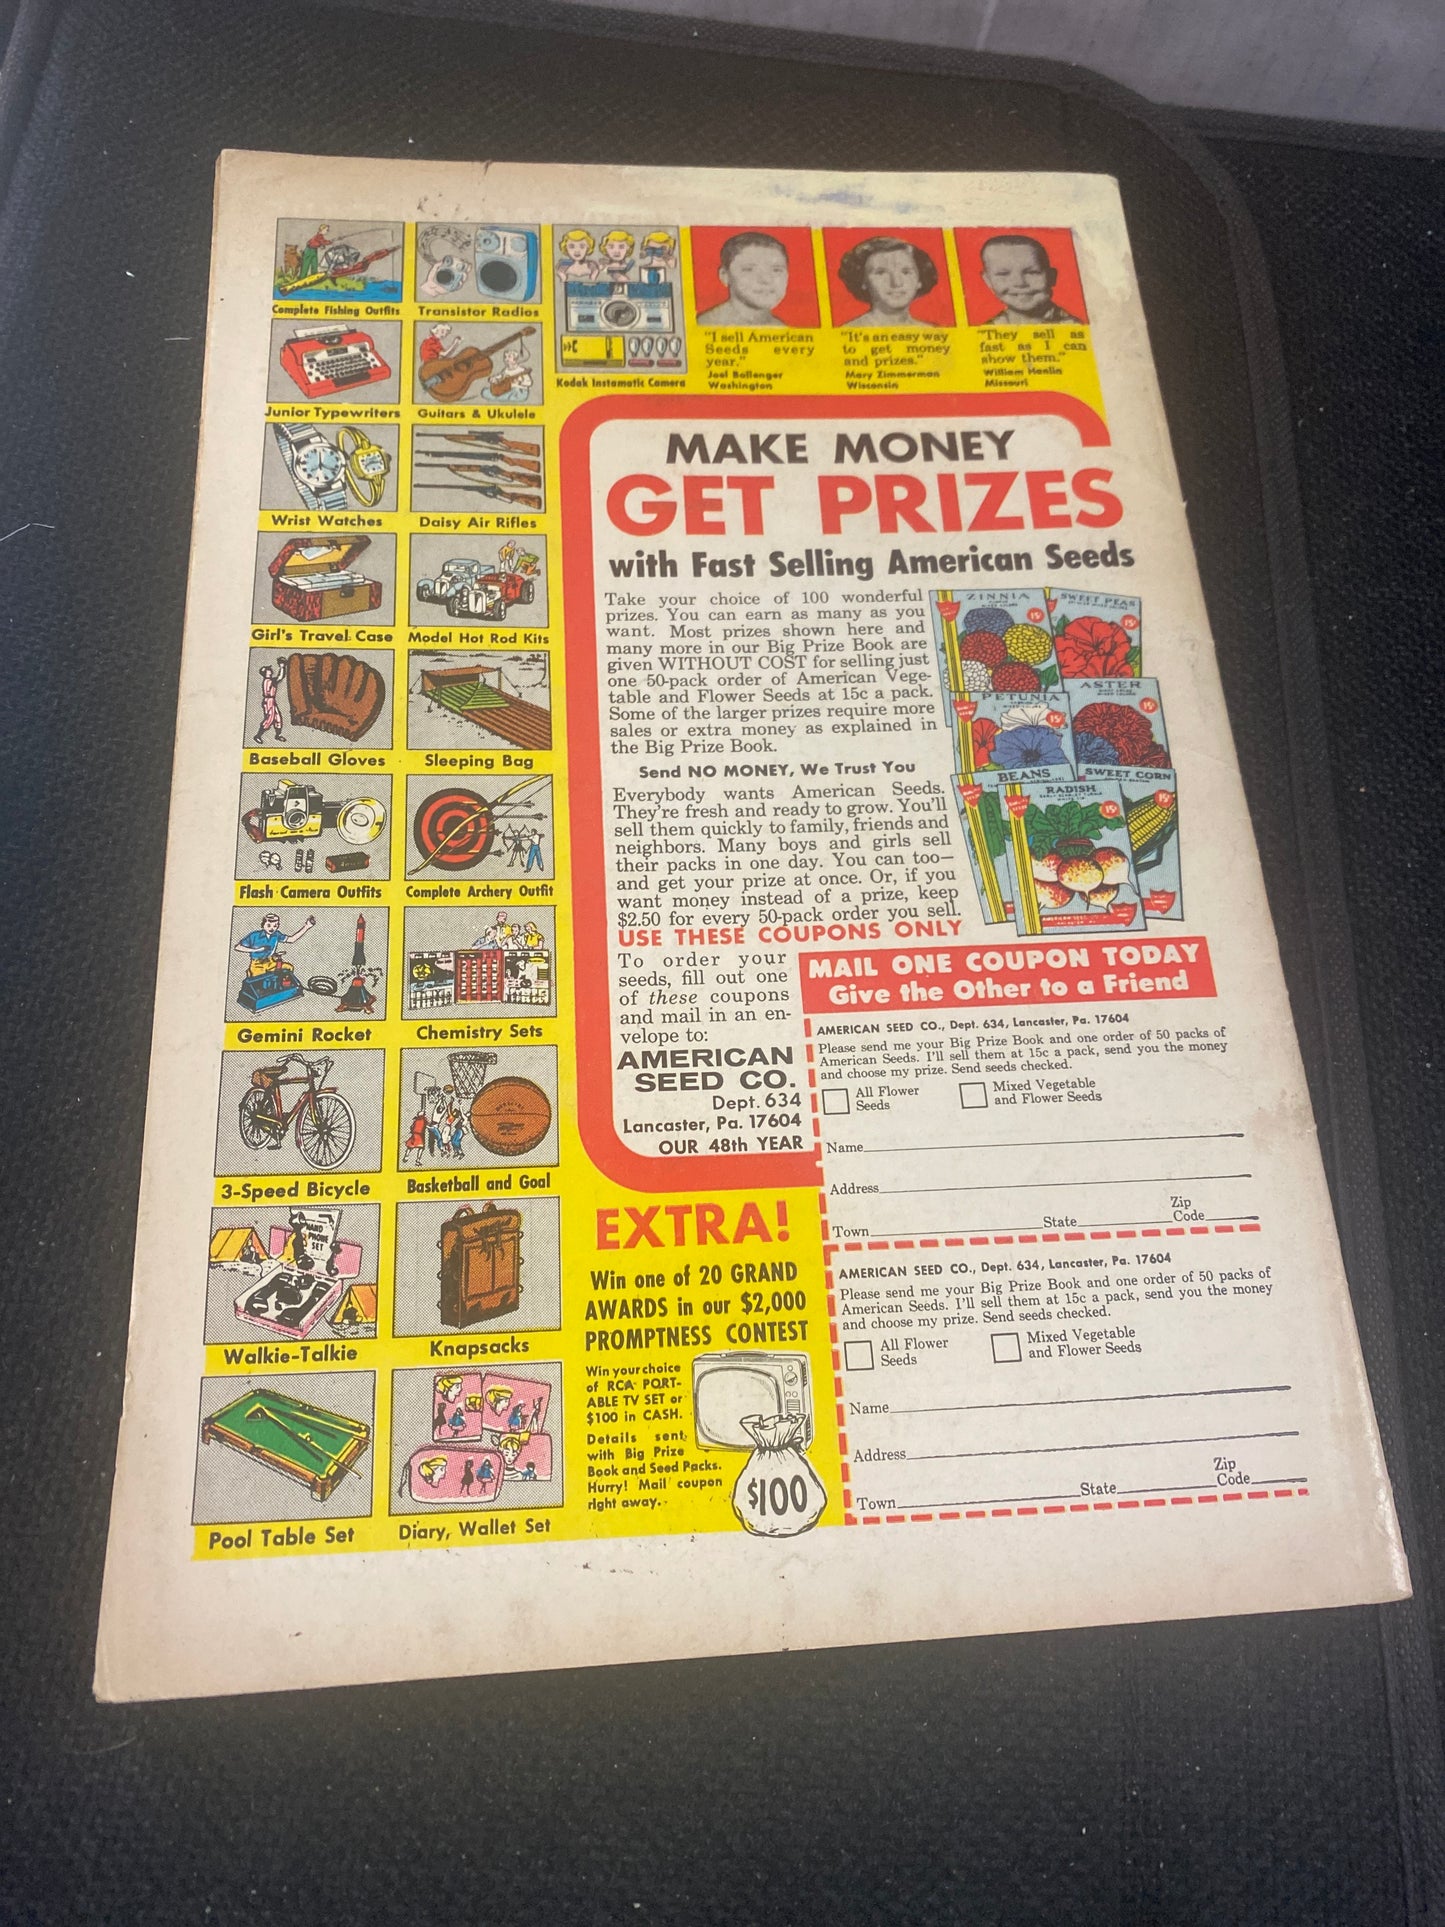 Complete Fishing Outfits
Transistor Radios
Kodak Instamatic Camera
Junior Typewriters
Guitars & Ukulele
Wrist Watches
Daisy Air Rifles
Girl's Travel Case
Model Hot Rod Kits
Baseball Gloves
Sleeping Bag
Flash Camera Outfits
Complete Archery Outfit
Gemini Rocket
Chemistry Sets
3-Speed Bicycle
Basketball and Goal
HAND
PHONE
SET
Walkie-Talkie
Knapsacks
Pool Table Set
Diary, Wallet Set
"I sell American
Seeds every
year."
Joel Ballenger
Washington
"It's an easy way
to get money
and prizes."
Mary Zimmerman
Wisconsin
"They sell as
fast as I can
show them."
William Hanlin
Missouri
MAKE MONEY
GET PRIZES
with Fast Selling American Seeds
Take your choice of 100 wonderful
prizes. You can earn as many as you
want. Most prizes shown here and
many more in our Big Prize Book are
given WITHOUT COST for selling just
one 50-pack order of American Vege-
table and Flower Seeds at 15c a pack.
Some of the larger prizes require more
sales or extra money as explained in
the Big Prize Book.
Send NO MONEY, We Trust You
Everybody wants American Seeds.
They're fresh and ready to grow. You'll
sell them quickly to family, friends and
neighbors. Many boys and girls sell
their packs in one day. You can too—
and get your prize at once. Or, if you
want money instead of a prize, keep
$2.50 for every 50-pack order you sell.
USE THESE COUPONS ONLY
ZINNIA
15¢
SWEET PEAS
15¢
PETUNIA
15¢
ASTER
15¢
BEANS
SWEET CORN
RADISH
15¢
To order your
seeds, fill out one
of these coupons
and mail in an en-
velope to:
AMERICAN
SEED CO.
Dept. 634
Lancaster, Pa. 17604
OUR 48th YEAR
MAIL ONE COUPON TODAY
Give the Other to a Friend
AMERICAN SEED CO., Dept. 634, Lancaster, Pa. 17604
Please send me your Big Prize Book and one order of 50 packs of
American Seeds. I'll sell them at 15c a pack, send you the money
and choose my prize. Send seeds checked.
All Flower
Seeds
Mixed Vegetable
and Flower Seeds
Name
Address
Town State Zip
Code
AMERICAN SEED CO., Dept. 634, Lancaster, Pa. 17604
Please send me your Big Prize Book and one order of 50 packs of
American Seeds. I'll sell them at 15c a pack, send you the money
and choose my prize. Send seeds checked.
All Flower
Seeds
Mixed Vegetable
and Flower Seeds
Name
Address
Town State Zip
Code
EXTRA!
Win one of 20 GRAND
AWARDS in our $2,000
PROMPTNESS CONTEST
Win your choice
of RCA PORT-
ABLE TV SET or
$100 in CASH.
Details sent
with Big Prize
Book and Seed Packs.
Hurry! Mail coupon
right away.
$100